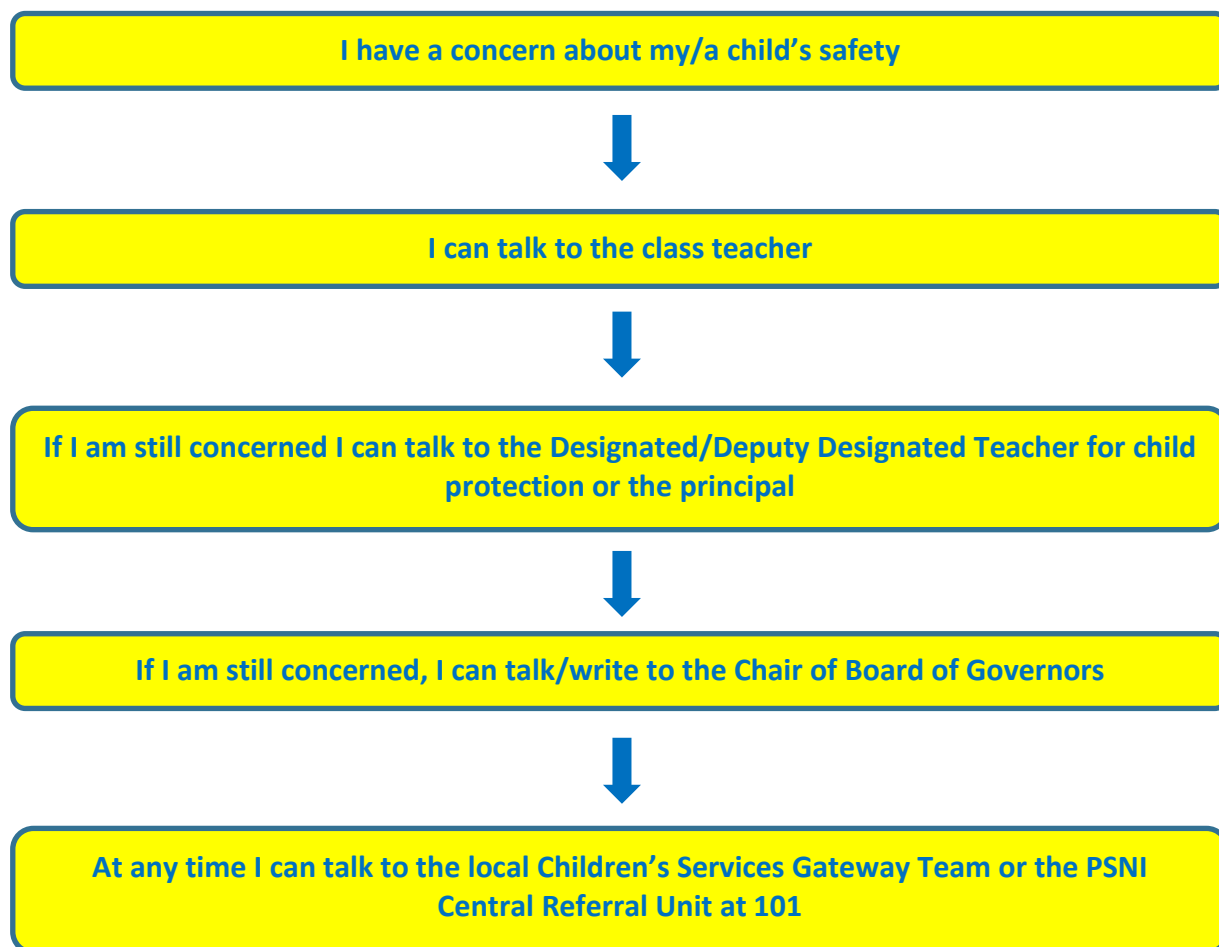 I have a concern about my/a child’s safety
I can talk to the class teacher
If I am still concerned I can talk to the Designated/Deputy Designated Teacher for child
protection or the principal
If I am still concerned, I can talk/write to the Chair of Board of Governors
At any time I can talk to the local Children’s Services Gateway Team or the PSNI
Central Referral Unit at 101